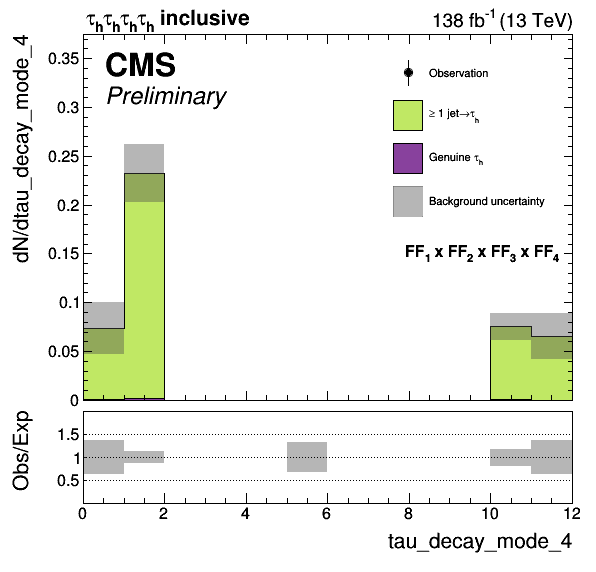 τhτhτhτh inclusive 138 fb-1 (13 TeV)
CMS
Preliminary
Observation
≥ 1 jet→τh
Genuine τh
Background uncertainty
FF1 x FF2 x FF3 x FF4
dN/dtau_decay_mode_4
0.35
0.3
0.25
0.2
0.15
0.1
0.05
0
Obs/Exp
1.5
1
0.5
0 2 4 6 8 10 12
tau_decay_mode_4